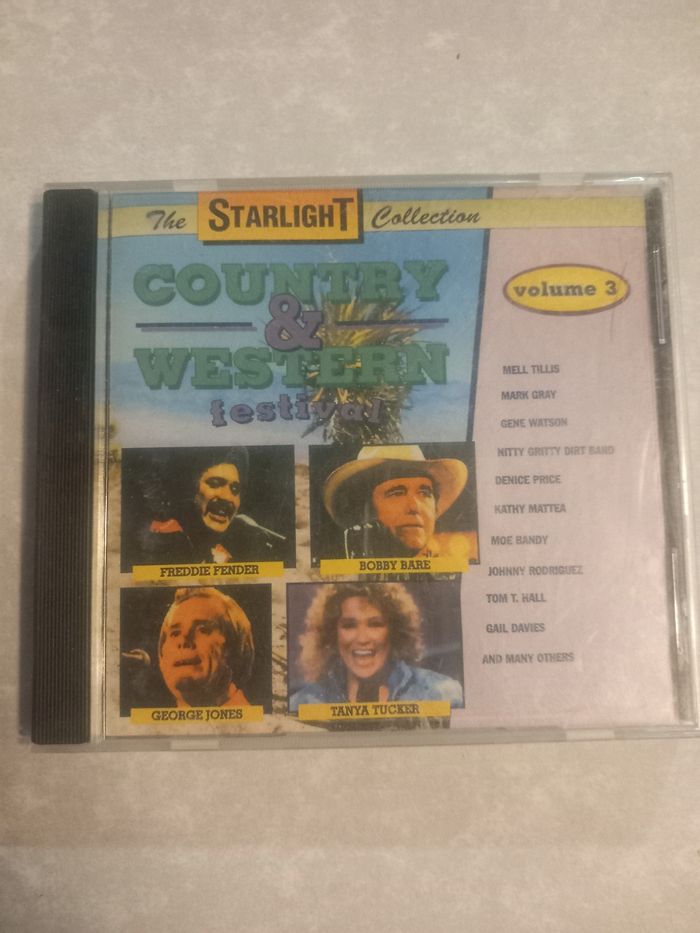 The STARLIGHT Collection
COUNTRY
&
WESTERN
festival
volume 3
MELL TILLIS
MARK GRAY
GENE WATSON
NITTY GRITTY DIRT BAND
DENICE PRICE
KATHY MATTEA
MOE BANDY
JOHNNY RODRIGUEZ
TOM T. HALL
GAIL DAVIES
AND MANY OTHERS
FREDDIE FENDER
BOBBY BARE
GEORGE JONES
TANYA TUCKER